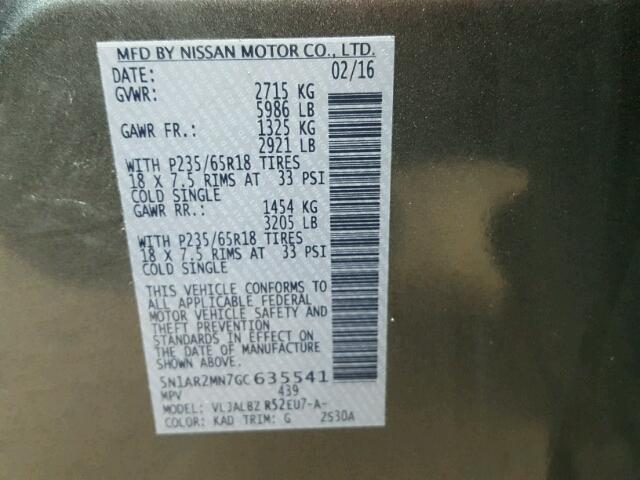 MFD BY NISSAN MOTOR CO., LTD.
DATE: 02/16
GVWR: 2715 KG
5986 LB
GAWR FR.: 1325 KG
2921 LB
WITH P235/65R18 TIRES
18 X 7.5 RIMS AT 33 PSI
COLD SINGLE
GAWR RR.: 1454 KG
3205 LB
WITH P235/65R18 TIRES
18 X 7.5 RIMS AT 33 PSI
COLD SINGLE
THIS VEHICLE CONFORMS TO
ALL APPLICABLE FEDERAL
MOTOR VEHICLE SAFETY AND
THEFT PREVENTION
STANDARDS IN EFFECT ON
THE DATE OF MANUFACTURE
SHOWN ABOVE.
5N1AR2MN7GC635541
MPV 439
MODEL: VLJALBZ R52EU7-A-
COLOR: KAD TRIM: G 2S30A